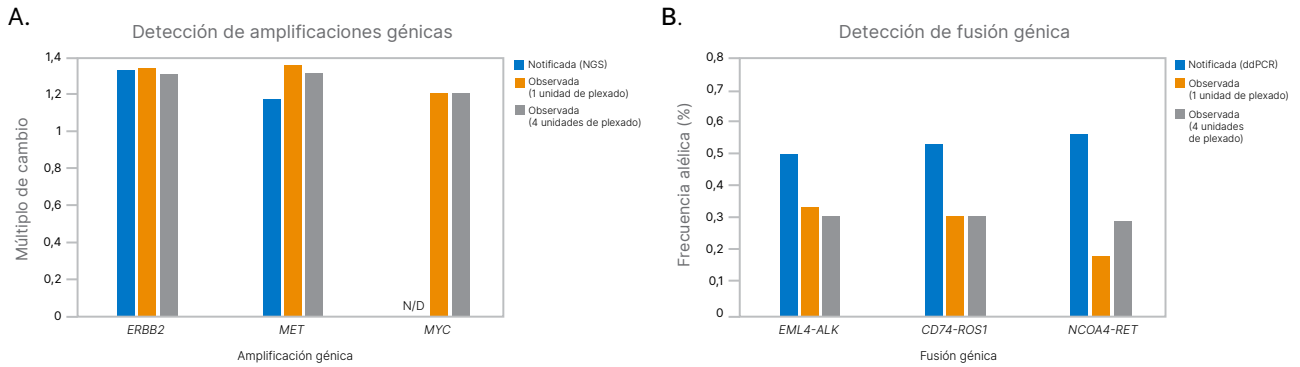 A.
Detección de amplificaciones génicas
Múltiplo de cambio
1,4
1,2
1
0,8
0,6
0,4
0,2
0
N/D
ERBB2
MET
MYC
Amplificación génica
Notificada (NGS)
Observada
(1 unidad de plexado)
Observada
(4 unidades de plexado)
B.
Detección de fusión génica
Frecuencia alélica (%)
0,8
0,7
0,6
0,5
0,4
0,3
0,2
0,1
0
EML4-ALK
CD74-ROS1
NCOA4-RET
Fusión génica
Notificada (ddPCR)
Observada
(1 unidad de plexado)
Observada
(4 unidades
de plexado)